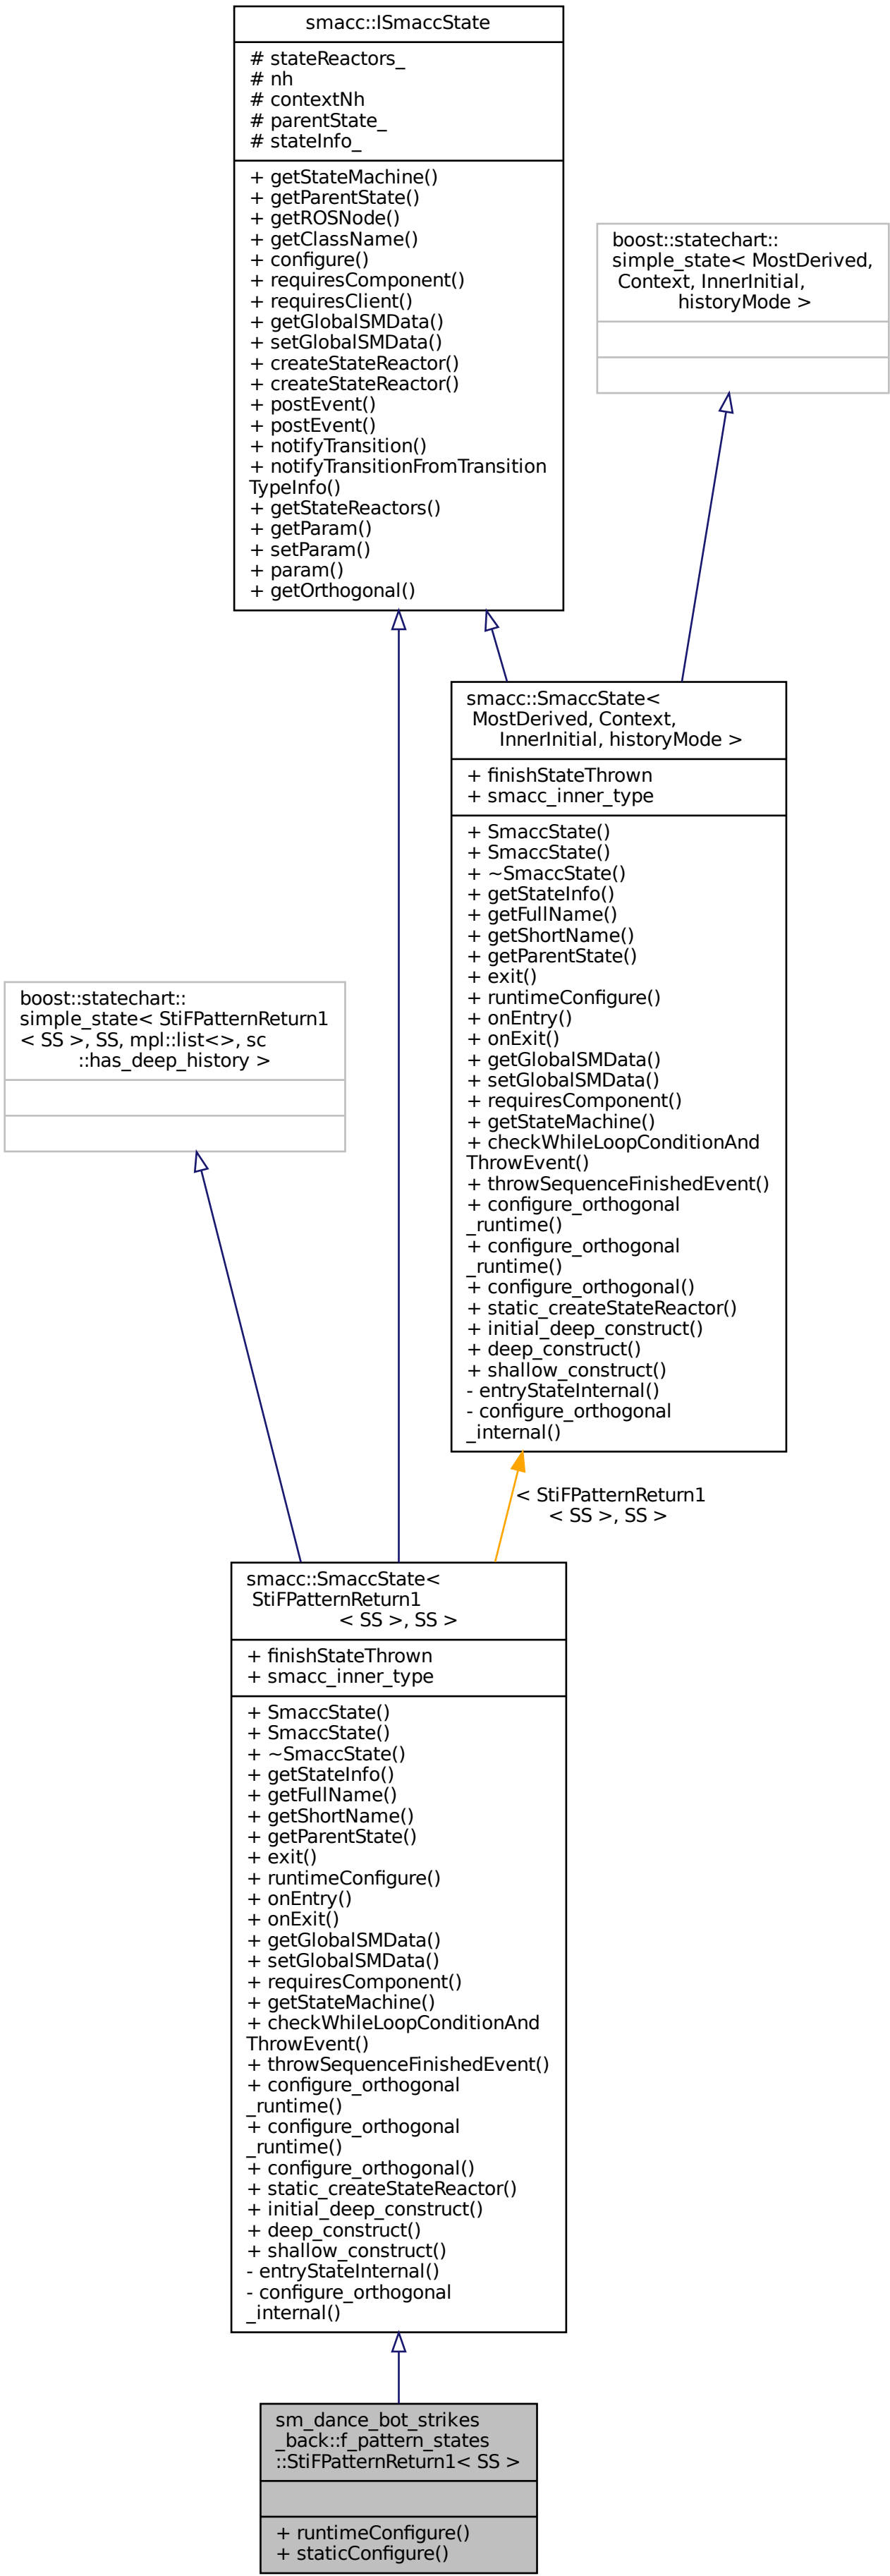 smacc::ISmaccState
# stateReactors_
# nh
# contextNh
# parentState_
# stateInfo_
+ getStateMachine()
+ getParentState()
+ getROSNode()
+ getClassName()
+ configure()
+ requiresComponent()
+ requiresClient()
+ getGlobalSMData()
+ setGlobalSMData()
+ createStateReactor()
+ createStateReactor()
+ postEvent()
+ postEvent()
+ notifyTransition()
+ notifyTransitionFromTransition
TypeInfo()
+ getStateReactors()
+ getParam()
+ setParam()
+ param()
+ getOrthogonal()
boost::statechart::
simple_state< MostDerived,
Context, InnerInitial,
historyMode >
smacc::SmaccState<
MostDerived, Context,
InnerInitial, historyMode >
+ finishStateThrown
+ smacc_inner_type
+ SmaccState()
+ SmaccState()
+ ~SmaccState()
+ getStateInfo()
+ getFullName()
+ getShortName()
+ getParentState()
+ exit()
+ runtimeConfigure()
+ onEntry()
+ onExit()
+ getGlobalSMData()
+ setGlobalSMData()
+ requiresComponent()
+ getStateMachine()
+ checkWhileLoopConditionAnd
ThrowEvent()
+ throwSequenceFinishedEvent()
+ configure_orthogonal
_runtime()
+ configure_orthogonal
_runtime()
+ configure_orthogonal()
+ static_createStateReactor()
+ initial_deep_construct()
+ deep_construct()
+ shallow_construct()
- entryStateInternal()
- configure_orthogonal
_internal()
boost::statechart::
simple_state< StiFPatternReturn1
< SS >, SS, mpl::list<>, sc
::has_deep_history >
< StiFPatternReturn1
< SS >, SS >
smacc::SmaccState<
StiFPatternReturn1
< SS >, SS >
+ finishStateThrown
+ smacc_inner_type
+ SmaccState()
+ SmaccState()
+ ~SmaccState()
+ getStateInfo()
+ getFullName()
+ getShortName()
+ getParentState()
+ exit()
+ runtimeConfigure()
+ onEntry()
+ onExit()
+ getGlobalSMData()
+ setGlobalSMData()
+ requiresComponent()
+ getStateMachine()
+ checkWhileLoopConditionAnd
ThrowEvent()
+ throwSequenceFinishedEvent()
+ configure_orthogonal
_runtime()
+ configure_orthogonal
_runtime()
+ configure_orthogonal()
+ static_createStateReactor()
+ initial_deep_construct()
+ deep_construct()
+ shallow_construct()
- entryStateInternal()
- configure_orthogonal
_internal()
sm_dance_bot_strikes
_back::f_pattern_states
::StiFPatternReturn1< SS >
+ runtimeConfigure()
+ staticConfigure()